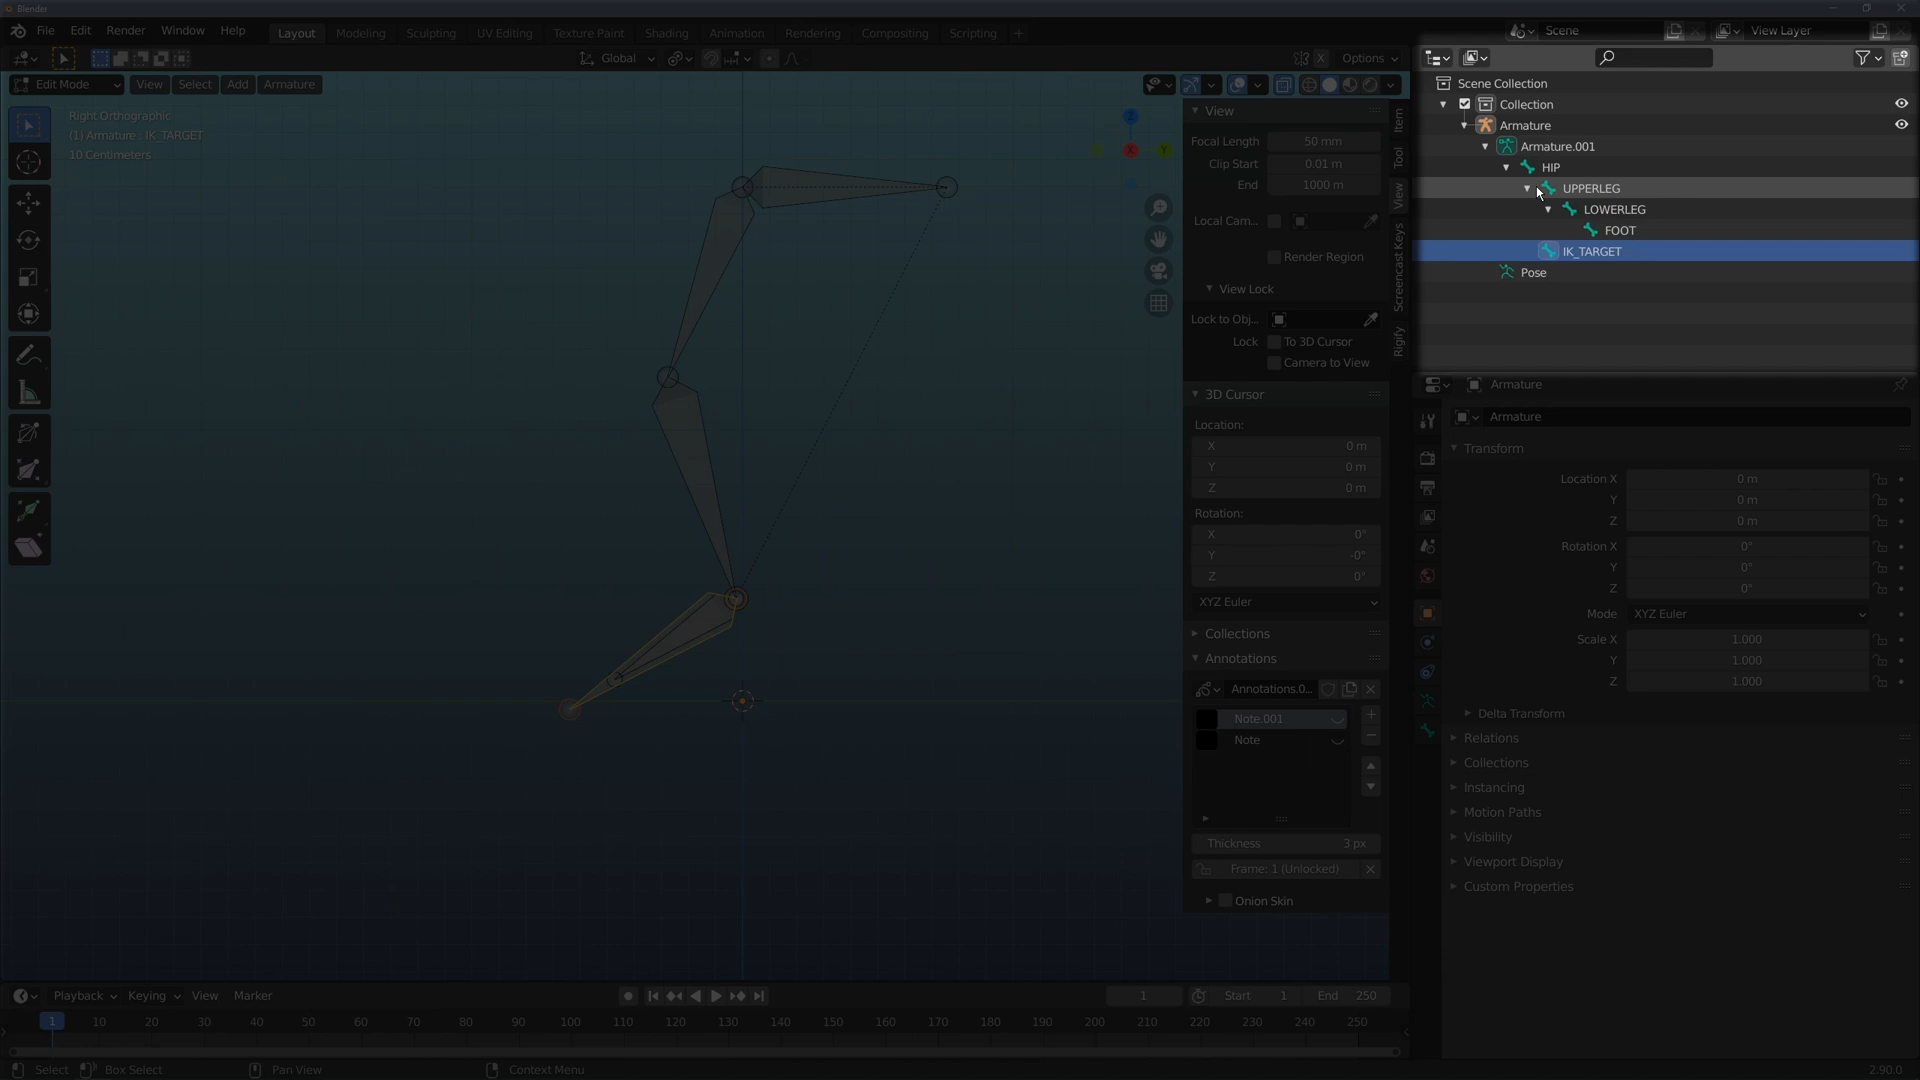 Blender
File Edit Render Window Help Layout Modeling Sculpting UV Editing Texture Paint Shading Animation Rendering Compositing Scripting + Scene View Layer
Global Options
Edit Mode View Select Add Armature
Right Orthographic
(1) Armature : IK_TARGET
10 Centimeters
Z
X
Y
View
Focal Length 50 mm
Clip Start 0.01 m
End 1000 m
Local Cam...
Render Region
View Lock
Lock to Obj...
Lock To 3D Cursor
Camera to View
3D Cursor
Location:
X 0 m
Y 0 m
Z 0 m
Rotation:
X 0°
Y -0°
Z 0°
XYZ Euler
Collections
Annotations
Annotations.0...
Note.001
Note
Thickness 3 px
Frame: 1 (Unlocked)
Onion Skin
Item
Tool
View
Screencast Keys
Rigify
Scene Collection
Collection
Armature
Armature.001
HIP
UPPERLEG
LOWERLEG
FOOT
IK_TARGET
Pose
Armature
Armature
Transform
Location X 0 m
Y 0 m
Z 0 m
Rotation X 0°
Y 0°
Z 0°
Mode XYZ Euler
Scale X 1.000
Y 1.000
Z 1.000
Delta Transform
Relations
Collections
Instancing
Motion Paths
Visibility
Viewport Display
Custom Properties
Playback Keying View Marker 1 Start 1 End 250
1 10 20 30 40 50 60 70 80 90 100 110 120 130 140 150 160 170 180 190 200 210 220 230 240 250
Select Box Select Pan View Context Menu 2.90.0